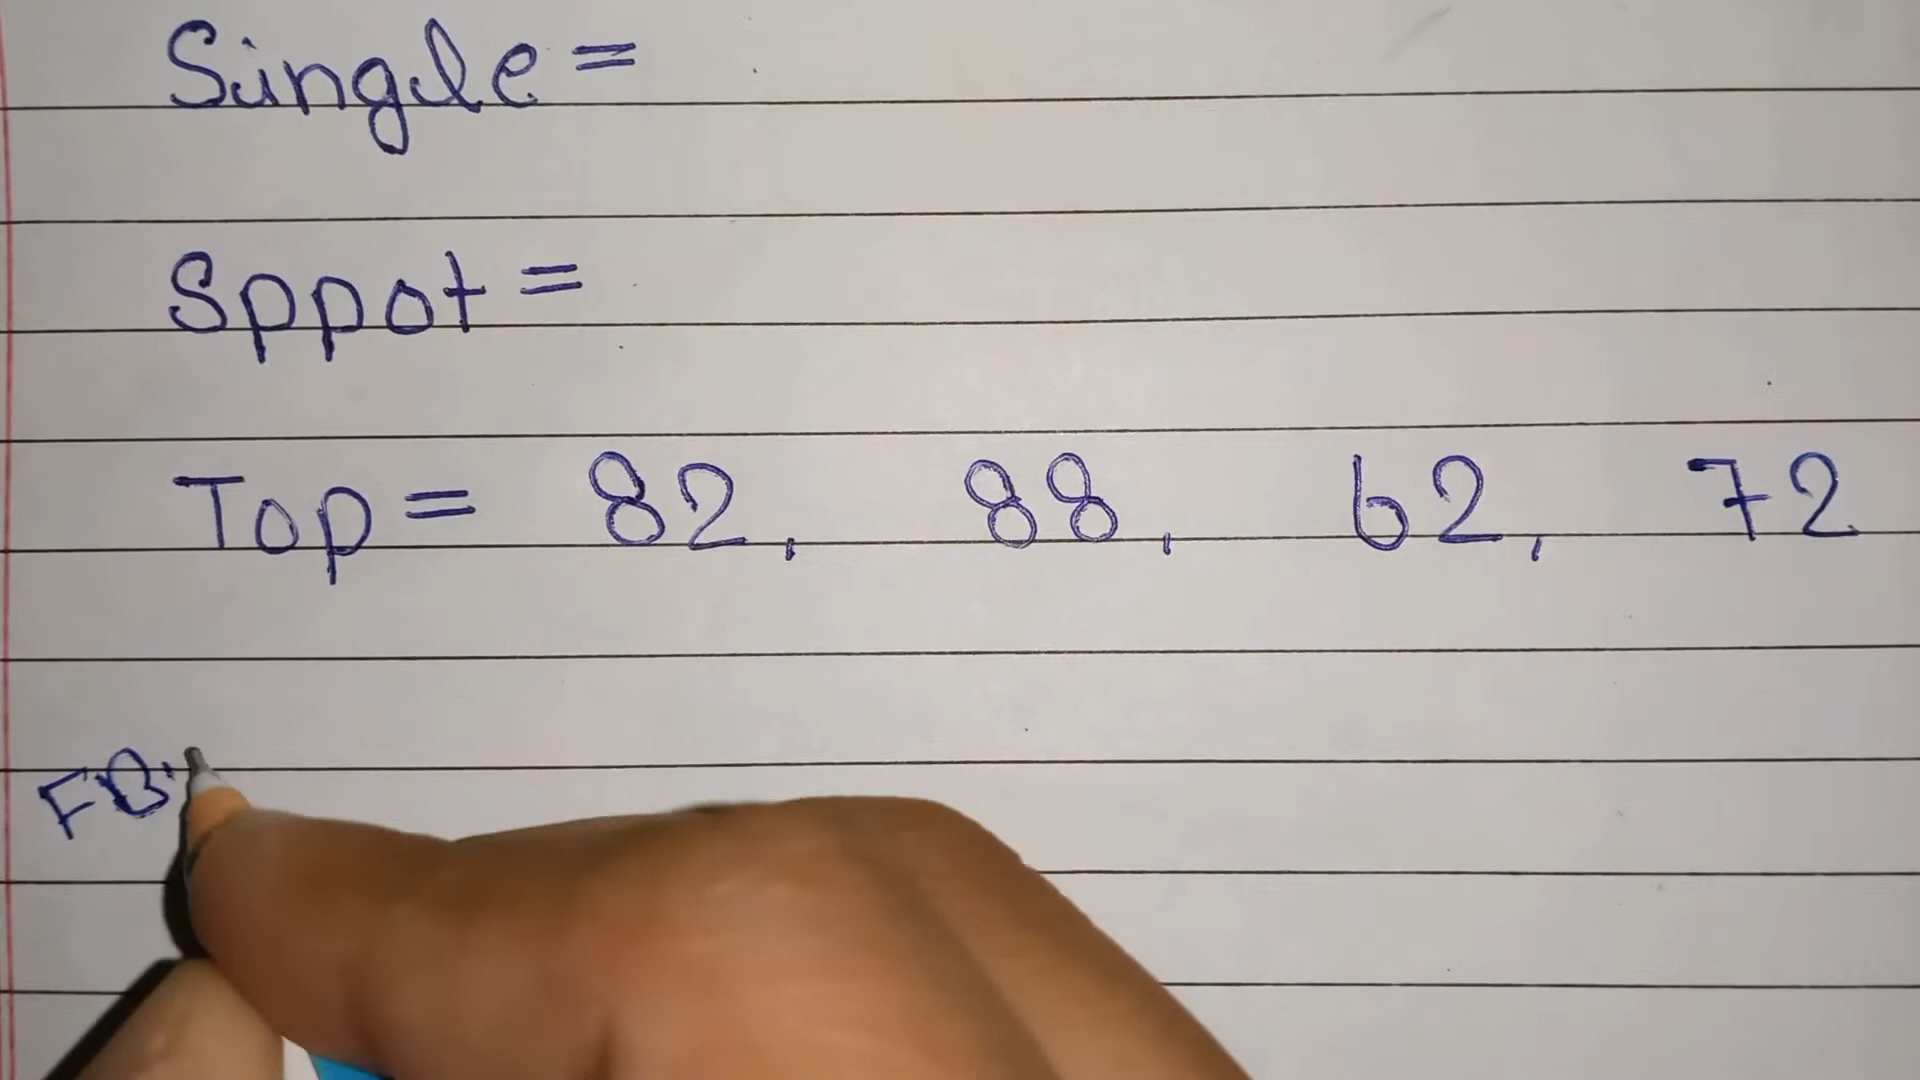 Single =
Sppot =
Top = 82, 88, 62, 72
FB